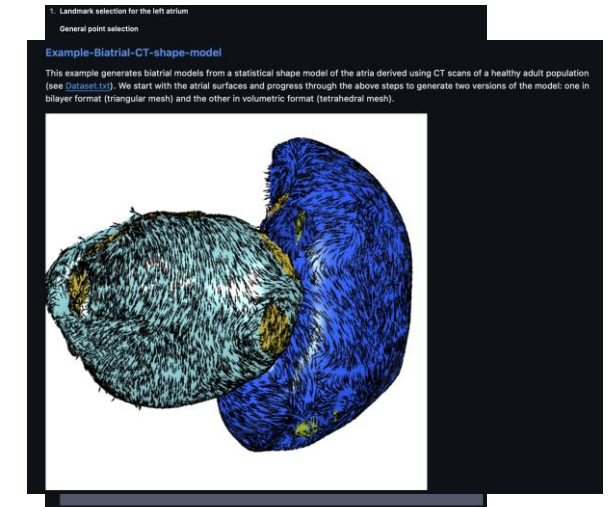 1. Landmark selection for the left atrium
General point selection
Example-Biatrial-CT-shape-model
This example generates biatrial models from a statistical shape model of the atria derived using CT scans of a healthy adult population
(see Dataset.txt). We start with the atrial surfaces and progress through the above steps to generate two versions of the model: one in
bilayer format (triangular mesh) and the other in volumetric format (tetrahedral mesh).